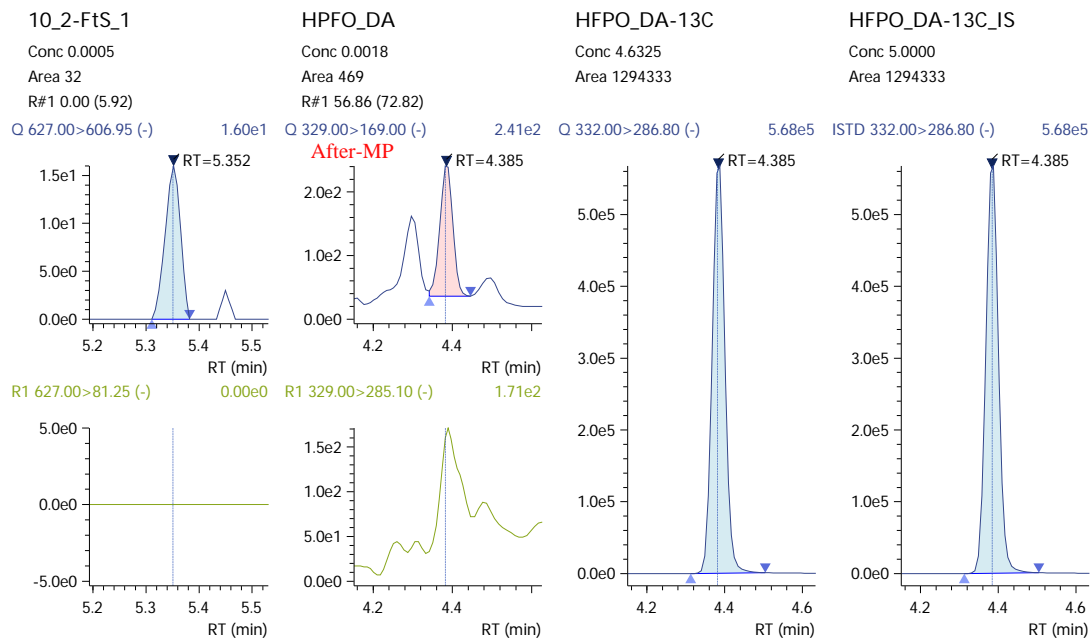 10_2-FtS_1
Conc 0.0005
Area 32
R#1 0.00 (5.92)
Q 627.00>606.95 (-) 1.60e1
RT=5.352
1.5e1
1.0e1
5.0e0
0.0e0
5.2 5.3 5.4 5.5
RT (min)
R1 627.00>81.25 (-) 0.00e0
5.0e0
0.0e0
-5.0e0
5.2 5.3 5.4 5.5
RT (min)
HPFO_DA
Conc 0.0018
Area 469
R#1 56.86 (72.82)
Q 329.00>169.00 (-) 2.41e2
After-MP
RT=4.385
2.0e2
1.0e2
0.0e0
4.2 4.4
RT (min)
R1 329.00>285.10 (-) 1.71e2
1.5e2
1.0e2
5.0e1
0.0e0
4.2 4.4
RT (min)
HFPO_DA-13C
Conc 4.6325
Area 1294333
Q 332.00>286.80 (-) 5.68e5
RT=4.385
5.0e5
4.0e5
3.0e5
2.0e5
1.0e5
0.0e0
4.2 4.4 4.6
RT (min)
HFPO_DA-13C_IS
Conc 5.0000
Area 1294333
ISTD 332.00>286.80 (-) 5.68e5
RT=4.385
5.0e5
4.0e5
3.0e5
2.0e5
1.0e5
0.0e0
4.2 4.4 4.6
RT (min)